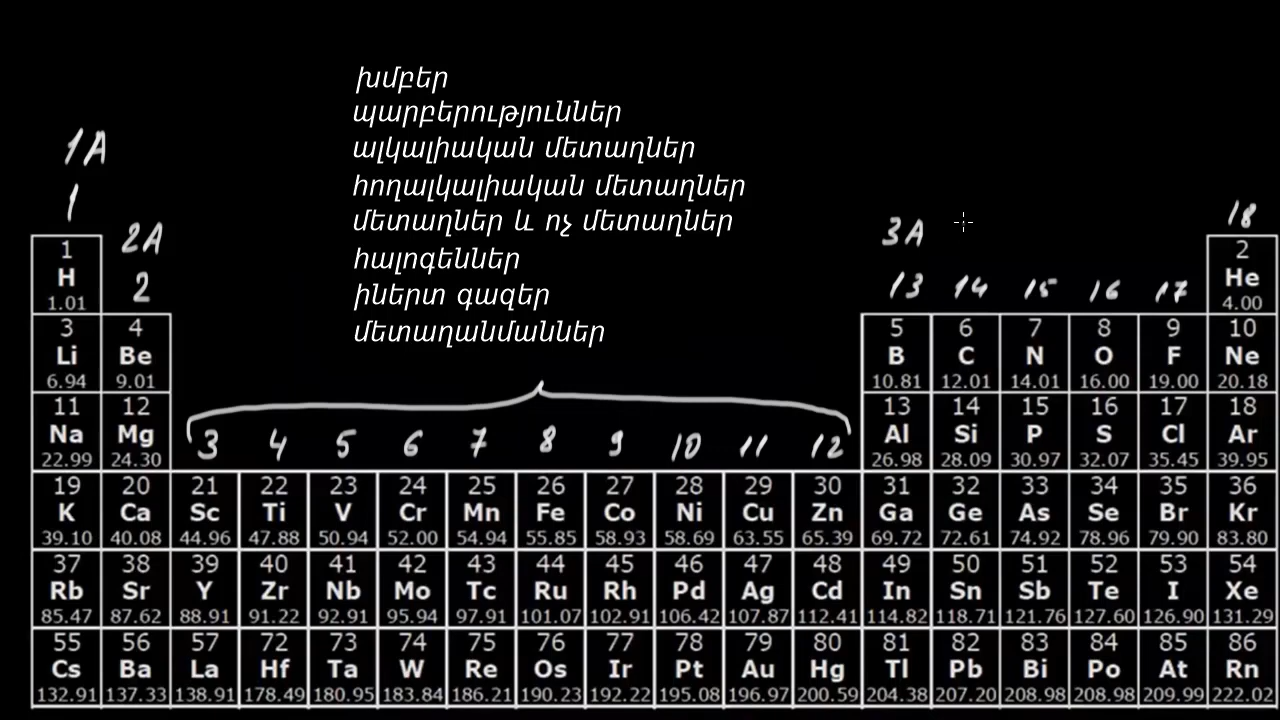 խմբեր
պարբերություններ
ալկալիական մետաղներ
հողալկալիական մետաղներ
մետաղներ և ոչ մետաղներ
հալոգեններ
իներտ գազեր
մետաղանմաններ
1A
1
2A
2
3A
18
13 14 15 16 17
3 4 5 6 7 8 9 10 11 12
1 2
H He
1.01 4.00
3 4 5 6 7 8 9 10
Li Be B C N O F Ne
6.94 9.01 10.81 12.01 14.01 16.00 19.00 20.18
11 12 13 14 15 16 17 18
Na Mg Al Si P S Cl Ar
22.99 24.30 26.98 28.09 30.97 32.07 35.45 39.95
19 20 21 22 23 24 25 26 27 28 29 30 31 32 33 34 35 36
K Ca Sc Ti V Cr Mn Fe Co Ni Cu Zn Ga Ge As Se Br Kr
39.10 40.08 44.96 47.88 50.94 52.00 54.94 55.85 58.93 58.69 63.55 65.39 69.72 72.61 74.92 78.96 79.90 83.80
37 38 39 40 41 42 43 44 45 46 47 48 49 50 51 52 53 54
Rb Sr Y Zr Nb Mo Tc Ru Rh Pd Ag Cd In Sn Sb Te I Xe
85.47 87.62 88.91 91.22 92.91 95.94 97.91 101.07 102.91 106.42 107.87 112.41 114.82 118.71 121.76 127.60 126.90 131.29
55 56 57 72 73 74 75 76 77 78 79 80 81 82 83 84 85 86
Cs Ba La Hf Ta W Re Os Ir Pt Au Hg Tl Pb Bi Po At Rn
132.91 137.33 138.91 178.49 180.95 183.84 186.21 190.23 192.22 195.08 196.97 200.59 204.38 207.20 208.98 208.98 209.99 222.02